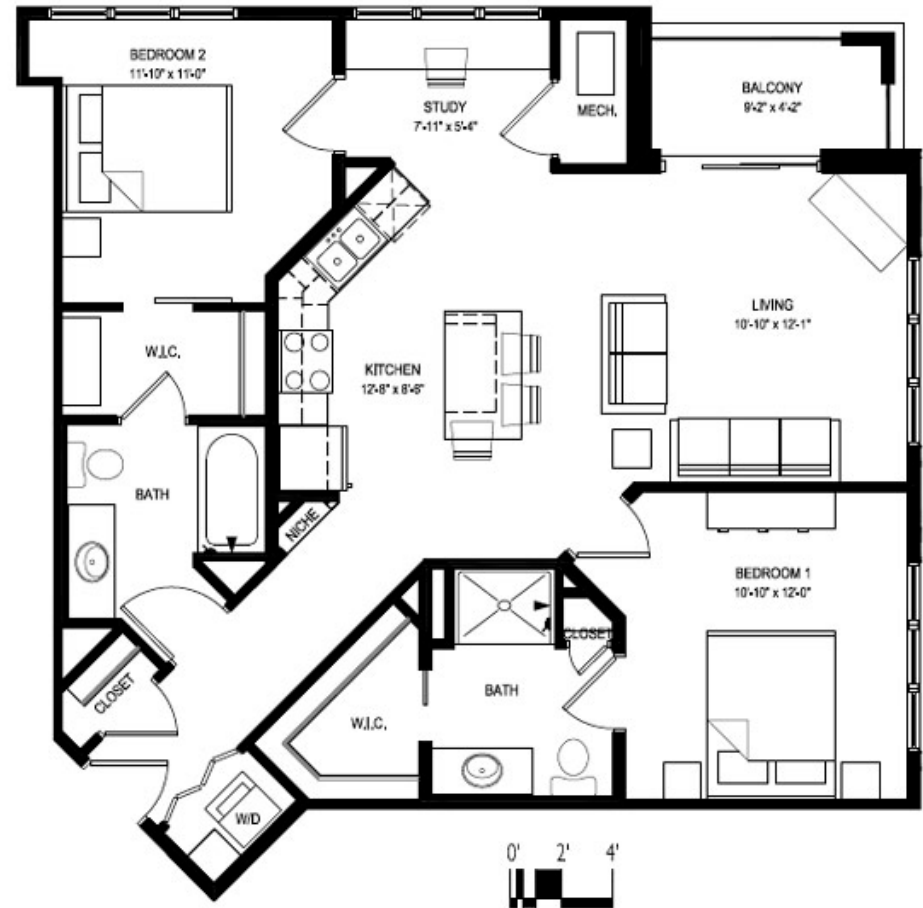 BEDROOM 2
11'-10" x 11'-0"
STUDY
7'-11" x 5'-4"
MECH.
BALCONY
9'-2" x 4'-2"
LIVING
10'-10" x 12'-1"
W.I.C.
KITCHEN
12'-8" x 8'-6"
BATH
NICHE
BEDROOM 1
10'-10" x 12'-0"
CLOSET
CLOSET
BATH
W.I.C.
W/D
0' 2' 4'